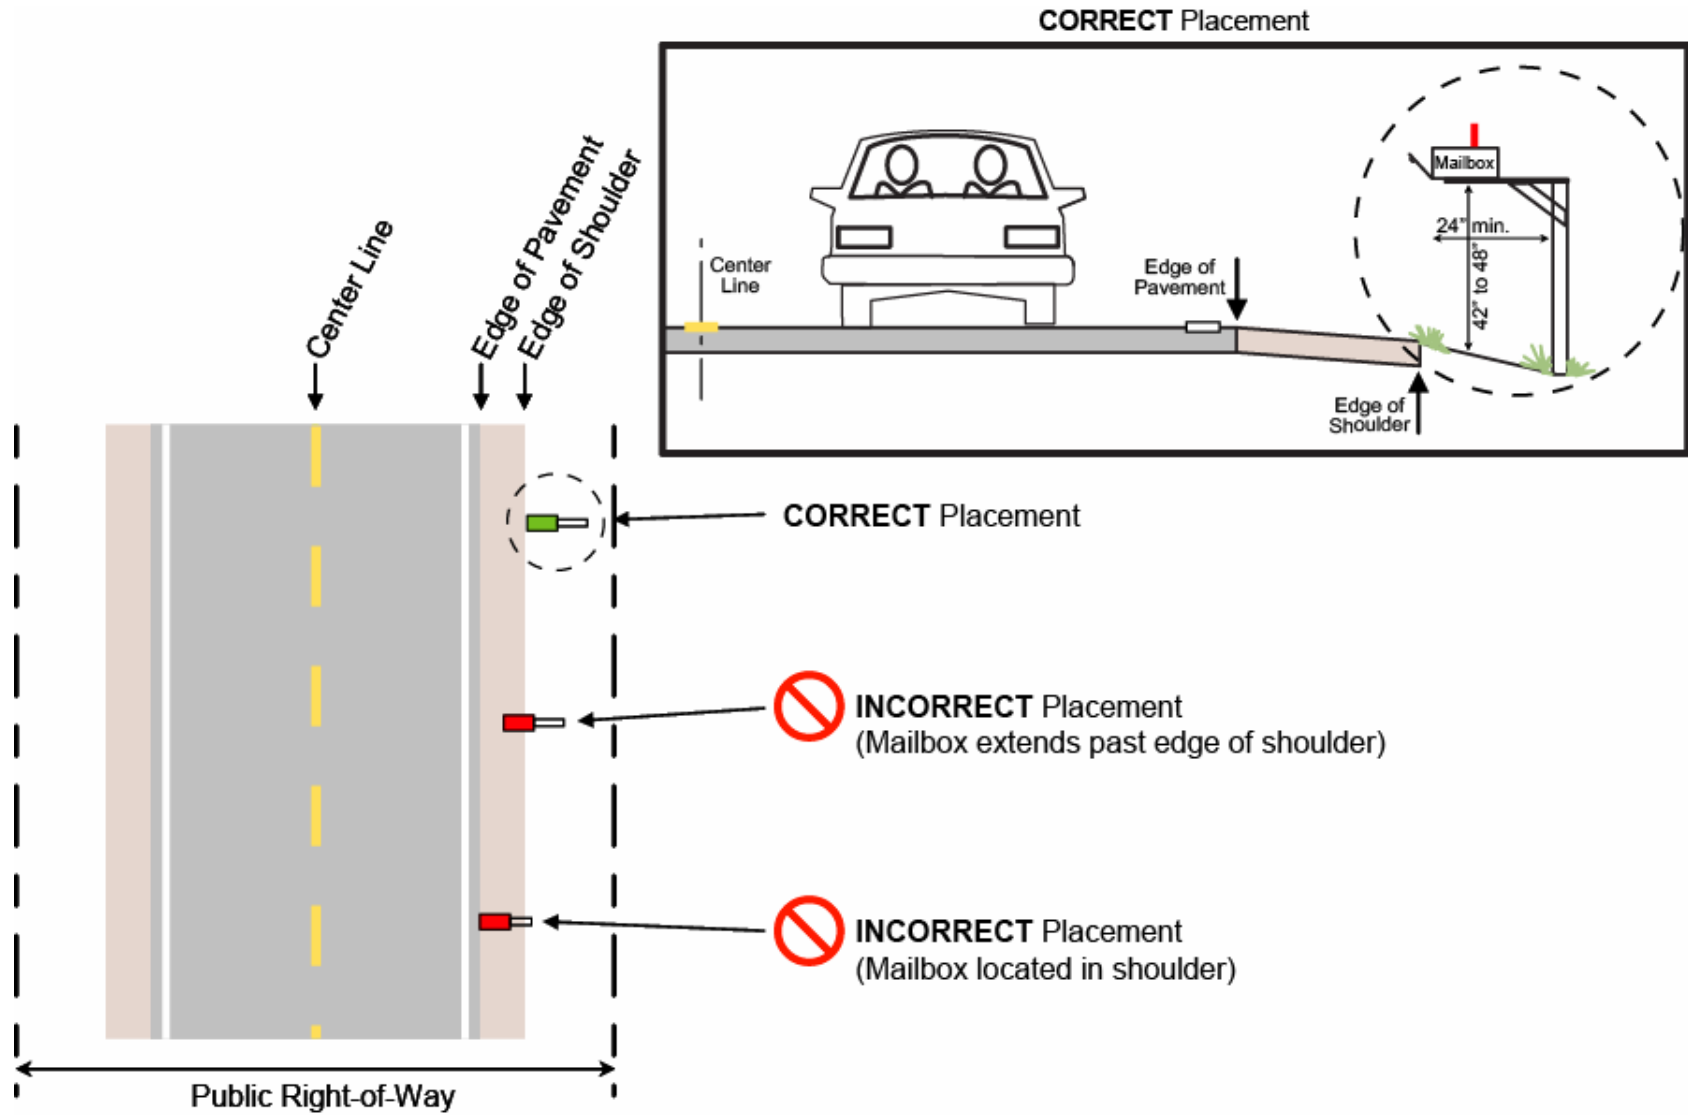 CORRECT Placement
Center Line
Edge of Pavement
Edge of Shoulder
Mailbox
24" min.
42" to 48"
Center
Line
Edge of
Pavement
Edge of
Shoulder
CORRECT Placement
INCORRECT Placement
(Mailbox extends past edge of shoulder)
INCORRECT Placement
(Mailbox located in shoulder)
Public Right-of-Way